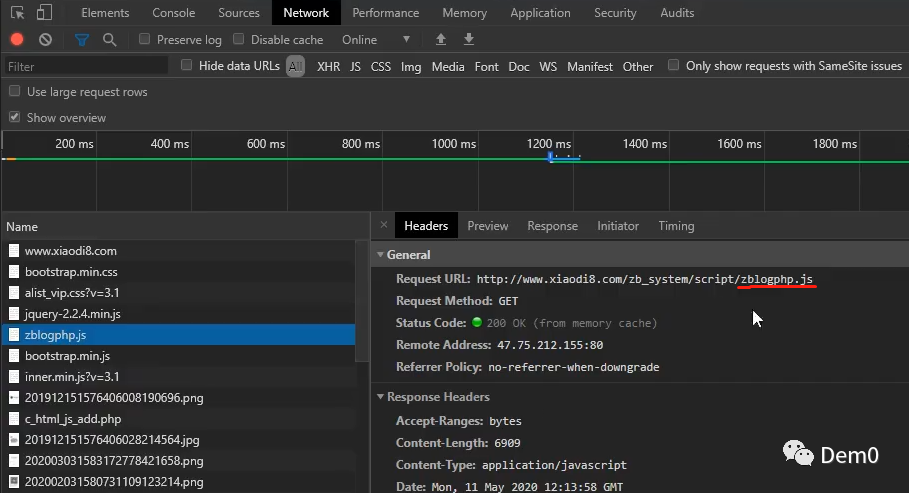 Elements Console Sources Network Performance Memory Application Security Audits
Preserve log Disable cache Online
Filter Hide data URLs All XHR JS CSS Img Media Font Doc WS Manifest Other Only show requests with SameSite issues
Use large request rows
Show overview
200 ms 400 ms 600 ms 800 ms 1000 ms 1200 ms 1400 ms 1600 ms 1800 ms
Name
www.xiaodi8.com
bootstrap.min.css
alist_vip.css?v=3.1
jquery-2.2.4.min.js
zblogphp.js
bootstrap.min.js
inner.min.js?v=3.1
201912151576406008190696.png
c_html_js_add.php
201912151576406028214564.jpg
202003031583172778421658.png
202002031580731109123214.png
× Headers Preview Response Initiator Timing
General
Request URL: http://www.xiaodi8.com/zb_system/script/zblogphp.js
Request Method: GET
Status Code: 200 OK (from memory cache)
Remote Address: 47.75.212.155:80
Referrer Policy: no-referrer-when-downgrade
Response Headers
Accept-Ranges: bytes
Content-Length: 6909
Content-Type: application/javascript
Date: Mon, 11 May 2020 12:13:58 GMT
Dem0